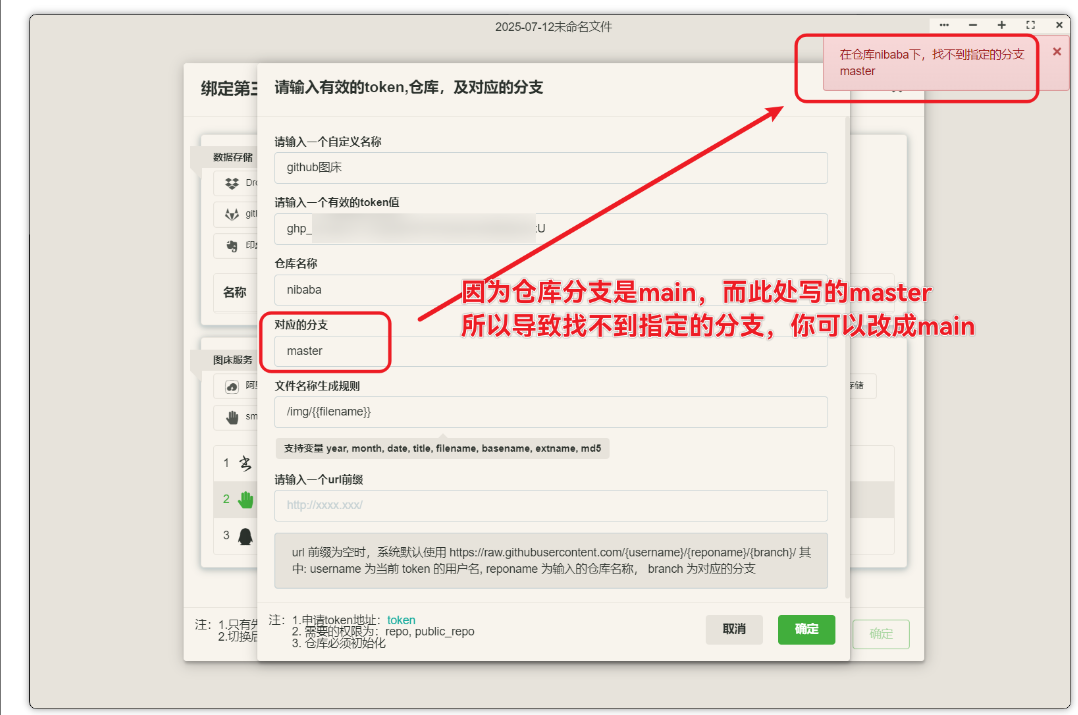 2025-07-12未命名文件
在仓库nibaba下，找不到指定的分支
master
绑定第三
请输入有效的token,仓库，及对应的分支
数据存储
请输入一个自定义名称
github图床
请输入一个有效的token值
ghp_
U
仓库名称
nibaba
名称
因为仓库分支是main，而此处写的master
所以导致找不到指定的分支，你可以改成main
对应的分支
master
图床服务
文件名称生成规则
/img/{{filename}}
存储
sm
支持变量 year, month, date, title, filename, basename, extname, md5
1
请输入一个url前缀
2
http://xxxx.xxx/
3
url 前缀为空时，系统默认使用 https://raw.githubusercontent.com/{username}/{reponame}/{branch}/ 其
中: username 为当前 token 的用户名, reponame 为输入的仓库名称， branch 为对应的分支
注：1.只有先
2.切换后
注：1.申请token地址：token
2. 需要的权限为：repo, public_repo
3. 仓库必须初始化
取消
确定
确定